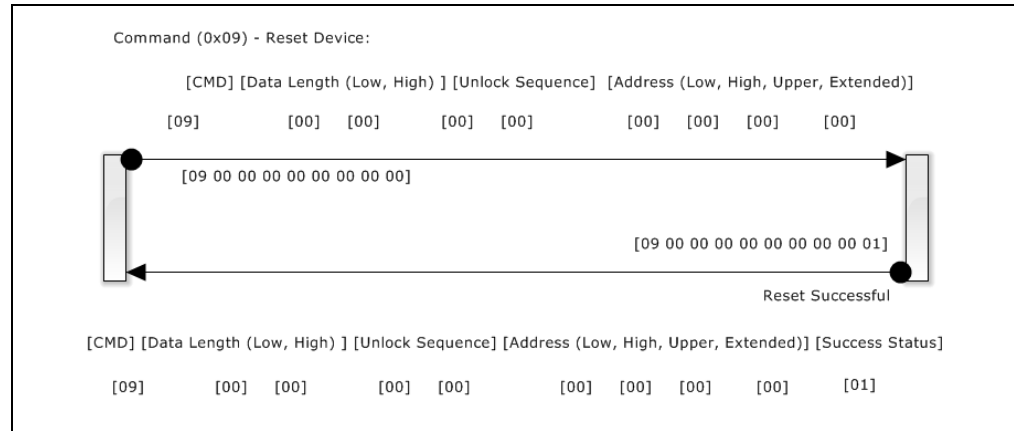 Command (0x09) - Reset Device:
[CMD] [Data Length (Low, High) ] [Unlock Sequence] [Address (Low, High, Upper, Extended)]
[09] [00] [00] [00] [00] [00] [00] [00] [00]
[09 00 00 00 00 00 00 00 00]
[09 00 00 00 00 00 00 00 00 01]
Reset Successful
[CMD] [Data Length (Low, High) ] [Unlock Sequence] [Address (Low, High, Upper, Extended)] [Success Status]
[09] [00] [00] [00] [00] [00] [00] [00] [00] [01]